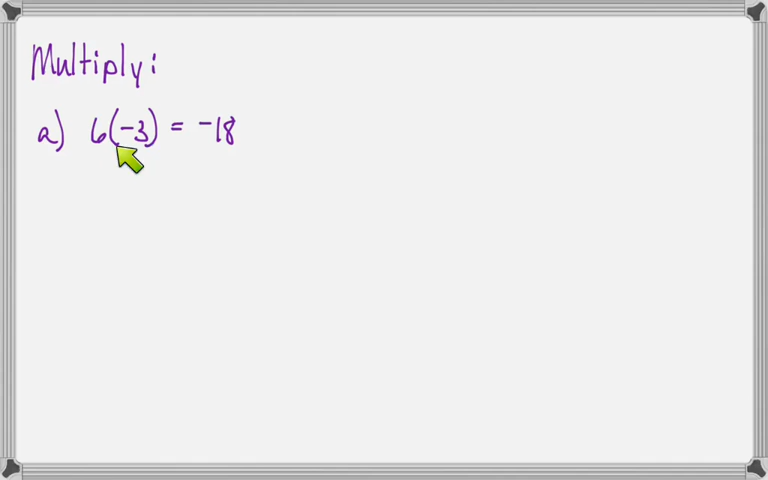 Multiply:
a) 6(-3) = -18